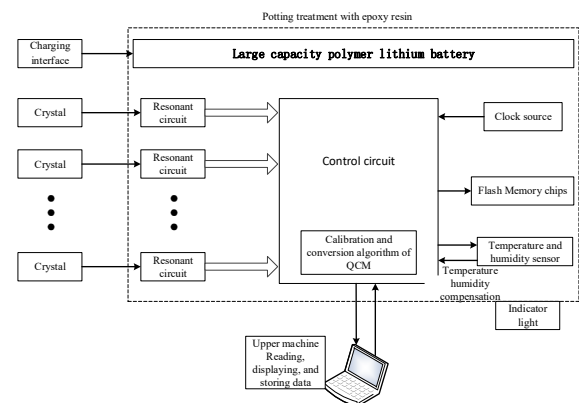 Potting treatment with epoxy resin
Charging
interface
Large capacity polymer lithium battery
Crystal
Resonant
circuit
Clock source
Crystal
Resonant
circuit
Control circuit
Flash Memory chips
Crystal
Resonant
circuit
Calibration and
conversion algorithm of
QCM
Temperature and
humidity sensor
Temperature
humidity
compensation
Indicator
light
Upper machine
Reading,
displaying, and
storing data